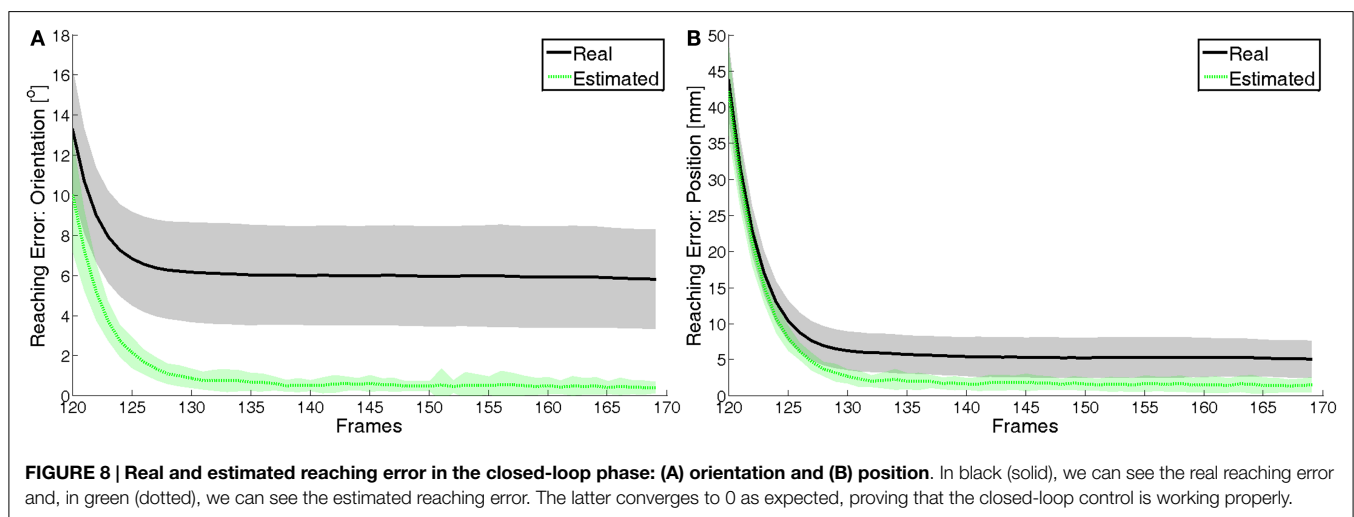 A
18
16
14
12
10
8
6
4
2
0
Reaching Error: Orientation [°]
120 125 130 135 140 145 150 155 160 165 170
Frames
Real
Estimated
B
50
45
40
35
30
25
20
15
10
5
0
Reaching Error: Position [mm]
120 125 130 135 140 145 150 155 160 165 170
Frames
Real
Estimated
FIGURE 8 | Real and estimated reaching error in the closed-loop phase: (A) orientation and (B) position. In black (solid), we can see the real reaching error
and, in green (dotted), we can see the estimated reaching error. The latter converges to 0 as expected, proving that the closed-loop control is working properly.